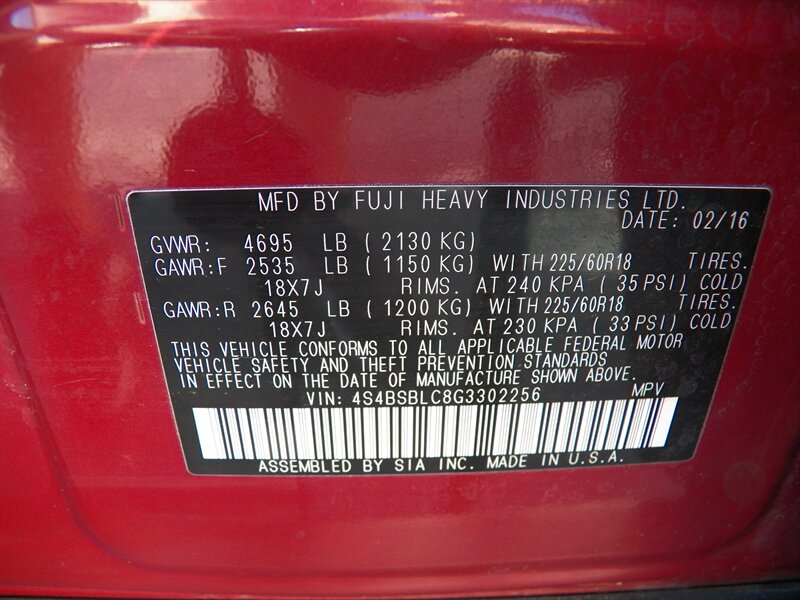 MFD BY FUJI HEAVY INDUSTRIES LTD.
DATE: 02/16
GVWR: 4695 LB ( 2130 KG)
GAWR:F 2535 LB ( 1150 KG) WITH 225/60R18 TIRES.
18X7J RIMS. AT 240 KPA ( 35 PSI) COLD
GAWR:R 2645 LB ( 1200 KG) WITH 225/60R18 TIRES.
18X7J RIMS. AT 230 KPA ( 33 PSI) COLD
THIS VEHICLE CONFORMS TO ALL APPLICABLE FEDERAL MOTOR
VEHICLE SAFETY AND THEFT PREVENTION STANDARDS
IN EFFECT ON THE DATE OF MANUFACTURE SHOWN ABOVE.
VIN: 4S4BSBLC8G3302256 MPV
ASSEMBLED BY SIA INC. MADE IN U.S.A.